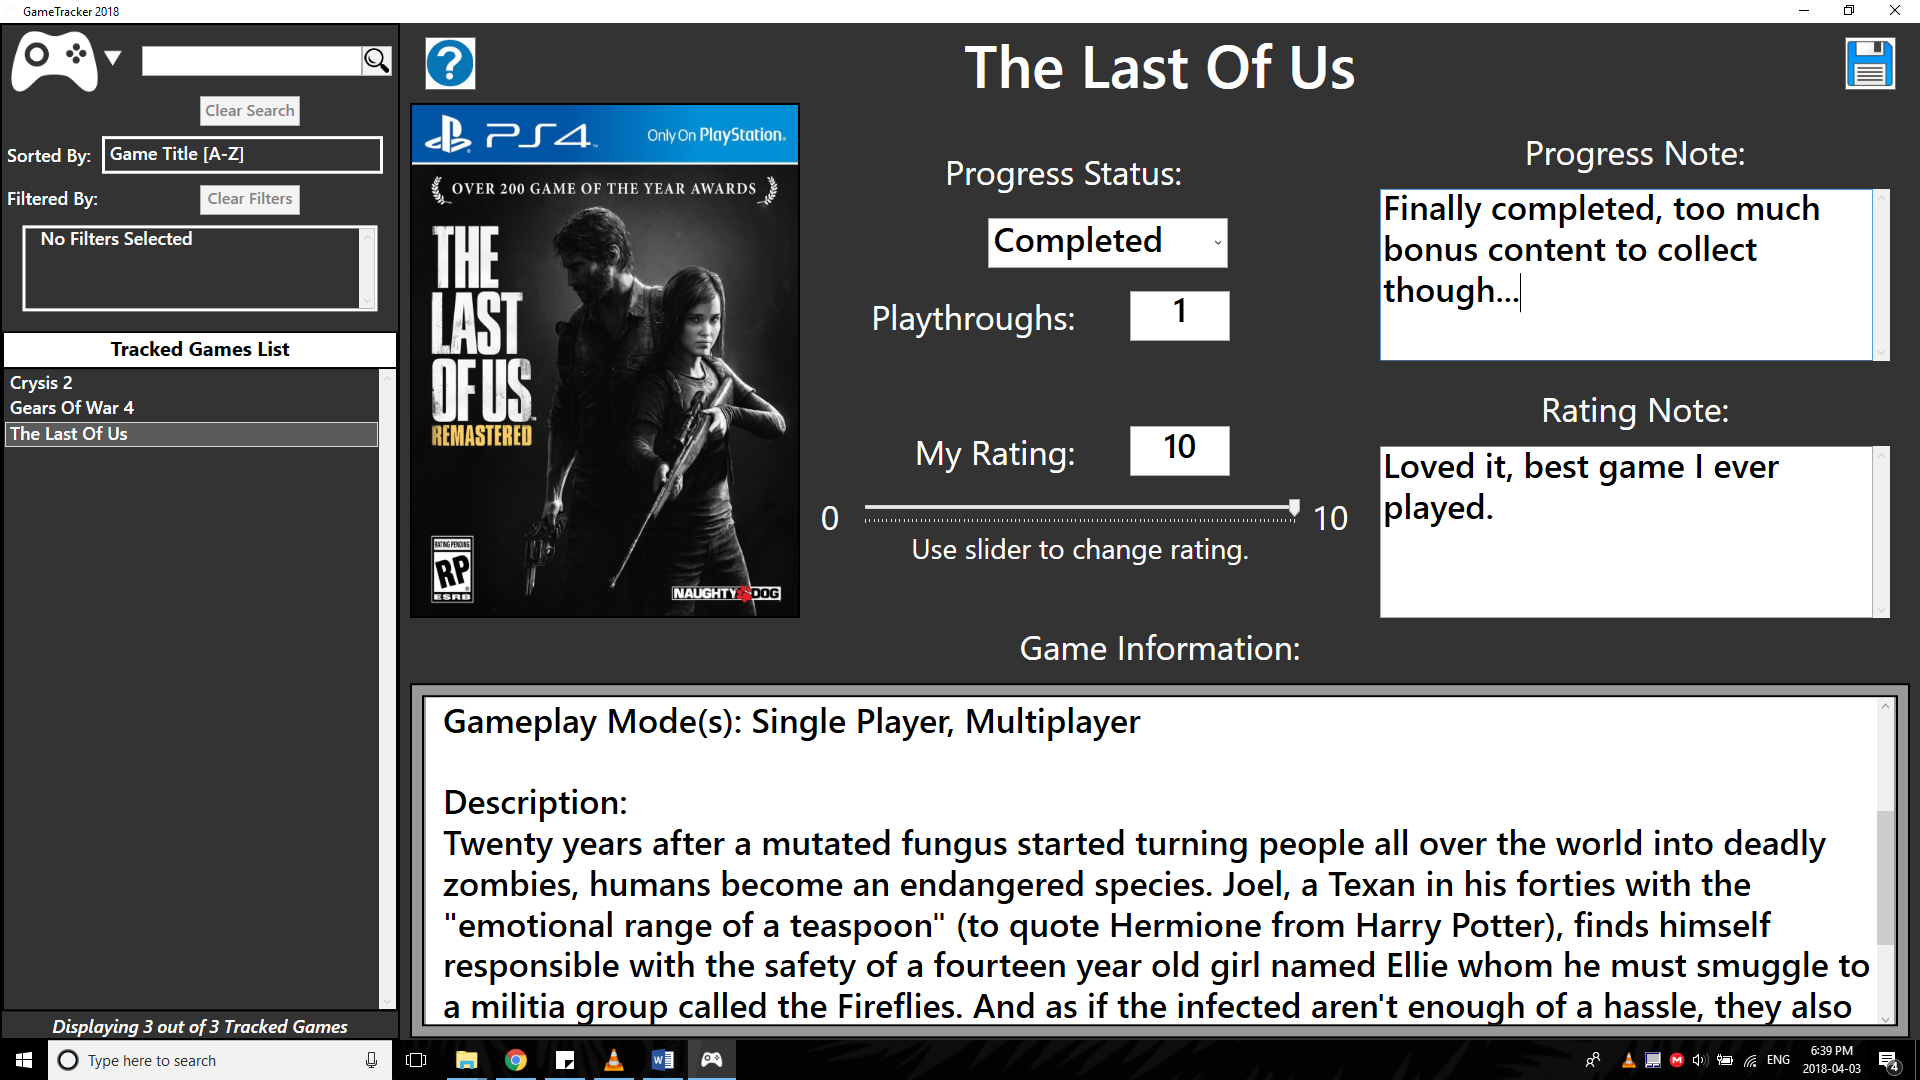 GameTracker 2018
Clear Search
Sorted By:
Game Title [A-Z]
Filtered By:
Clear Filters
No Filters Selected
Tracked Games List
Crysis 2
Gears Of War 4
The Last Of Us
Displaying 3 out of 3 Tracked Games
?
The Last Of Us
PS4
Only On PlayStation.
OVER 200 GAME OF THE YEAR AWARDS
THE
LAST
OF US
REMASTERED
RATING PENDING
RP
ESRB
NAUGHTY DOG
Progress Status:
Completed
Playthroughs:
1
My Rating:
10
0
10
Use slider to change rating.
Progress Note:
Finally completed, too much
bonus content to collect
though...
Rating Note:
Loved it, best game I ever
played.
Game Information:
Gameplay Mode(s): Single Player, Multiplayer
Description:
Twenty years after a mutated fungus started turning people all over the world into deadly
zombies, humans become an endangered species. Joel, a Texan in his forties with the
"emotional range of a teaspoon" (to quote Hermione from Harry Potter), finds himself
responsible with the safety of a fourteen year old girl named Ellie whom he must smuggle to
a militia group called the Fireflies. And as if the infected aren't enough of a hassle, they also
Type here to search
ENG
6:39 PM
2018-04-03
4